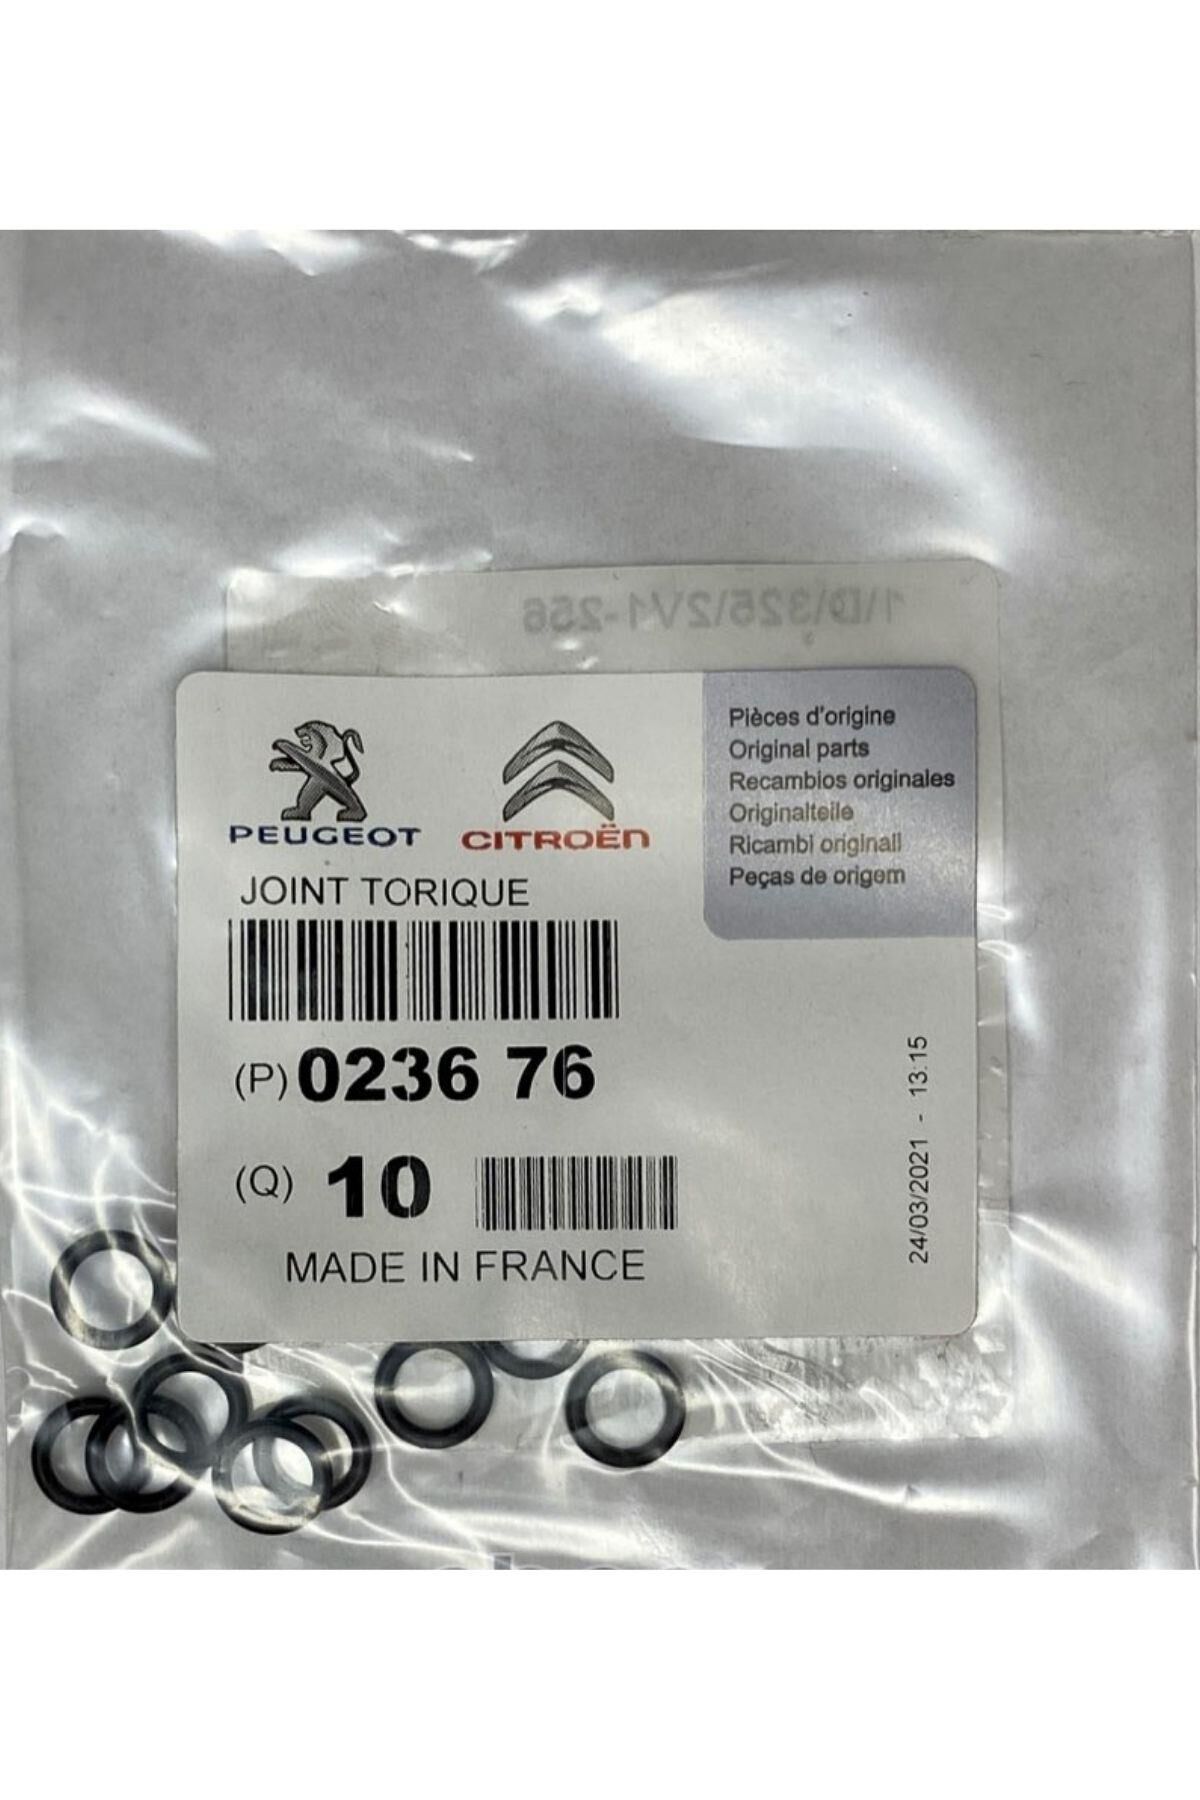 1\D\325\2V1-256
PEUGEOT
CITROËN
JOINT TORIQUE
Pièces d'origine
Original parts
Recambios originales
Originalteile
Ricambi originali
Peças de origem
(P) 0236 76
(Q) 10
MADE IN FRANCE
24/03/2021 - 13.15